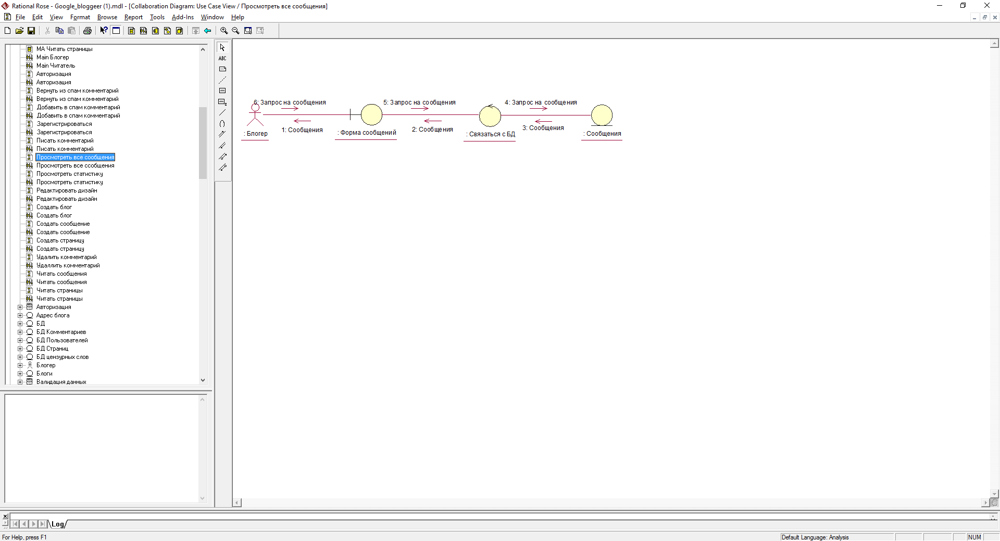 Rational Rose - Google_bloggeer (1).mdl - [Collaboration Diagram: Use Case View / Просмотреть все сообщения]
File Edit View Format Browse Report Tools Add-Ins Window Help
МА Читать страницы
Main Блогер
Main Читатель
Авторизация
Авторизация
Вернуть из спам комментарий
Вернуть из спам комментарий
Добавить в спам комментарий
Добавить в спам комментарий
Зарегистрироваться
Зарегистрироваться
Писать комментарий
Писать комментарий
Просмотреть все сообщения
Просмотреть все ссобщения
Просмотреть статистику
Просмотреть статистику
Редактировать дизайн
Редактировать дизайн
Создать блог
Создать блог
Создать сообщение
Создать сообщение
Создать страницу
Создать страницу
Удалить комментарий
Удаллить комментарий
Читать сообщения
Читать сообщения
Читать страницы
Читать страницы
Авторизация
Адрес блога
БД
БД Комментариев
БД Пользователей
БД Страниц
БД цензурных слов
Блогер
Блоги
Валидация данных
ABC
6: Запрос на сообщения 5: Запрос на сообщения 4: Запрос на сообщения
1: Сообщения 2: Сообщения 3: Сообщения
: Блогер : Форма сообщений : Связаться с БД : Сообщения
Log
For Help, press F1 Default Language: Analysis NUM